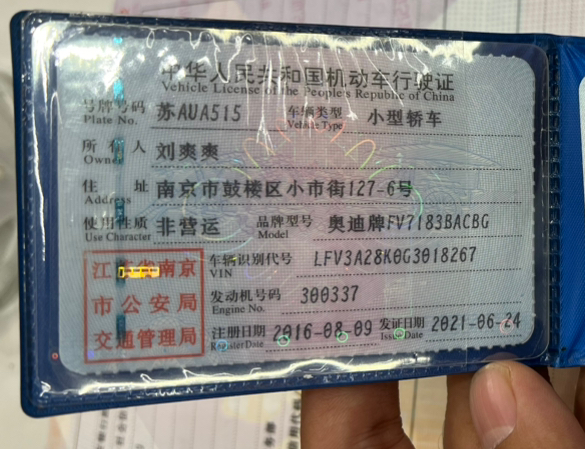 中华人民共和国机动车行驶证
Vehicle License of the People's Republic of China
号牌号码 苏AUA515 车辆类型 小型轿车
Plate No. Vehicle Type
所有人 刘爽爽
Owner
住 址 南京市鼓楼区小市街127-6号
Address
使用性质 非营运 品牌型号 奥迪牌FV7183BACBG
Use Character Model
江苏省南京
市公安局
交通管理局
车辆识别代号 LFV3A28K0G3018267
VIN
发动机号码 300337
Engine No.
注册日期 2016-08-09 发证日期 2021-06-24
Register Date Issue Date